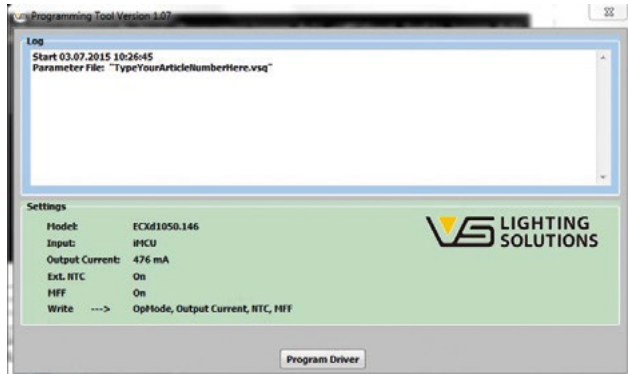 Programming Tool Version 1.07
Log
Start 03.07.2015 10:26:45
Parameter File: "TypeYourArticleNumberHere.vsq"
Settings
Model: ECXd1050.146
Input: iMCU
Output Current: 476 mA
Ext. NTC On
MFF On
Write ---> OpMode, Output Current, NTC, MFF
VS LIGHTING
SOLUTIONS
Program Driver